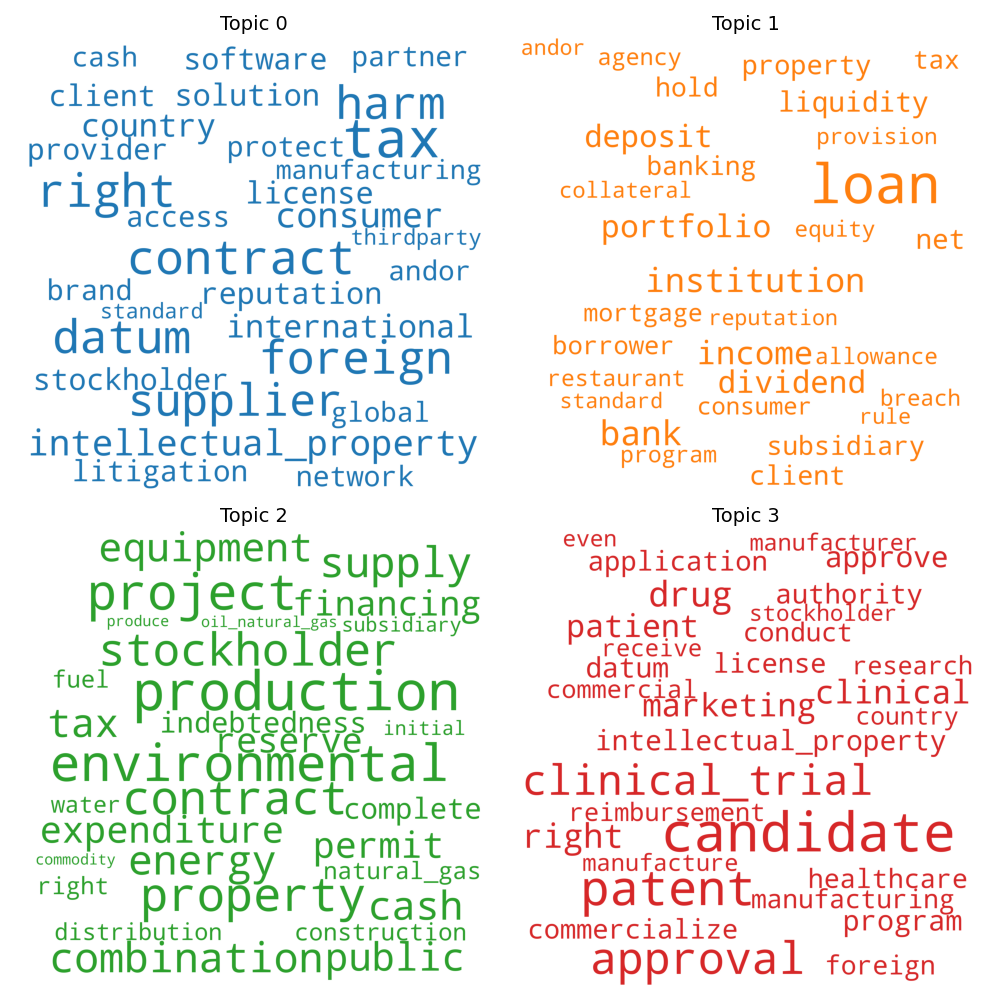 Topic 0
cash software partner
client solution harm
country tax
provider protect
manufacturing
right license
access consumer
thirdparty
contract andor
brand reputation
standard
datum international
foreign
stockholder
supplier global
intellectual_property
litigation network
Topic 1
andor agency property tax
hold liquidity
deposit provision
banking
collateral loan
portfolio equity net
institution
mortgage reputation
borrower income allowance
restaurant dividend
standard consumer breach
rule
bank subsidiary
program
client
Topic 2
equipment supply
project financing
produce oil_natural_gas subsidiary
stockholder
fuel production
tax indebtedness initial
reserve
environmental
water contract complete
expenditure permit
commodity energy natural_gas
right property cash
distribution construction
combination public
Topic 3
even manufacturer
application approve
drug authority
stockholder
patient conduct
receive
datum license research
commercial clinical
marketing country
intellectual_property
clinical_trial
reimbursement
right candidate
manufacture healthcare
patent manufacturing
program
commercialize
approval foreign